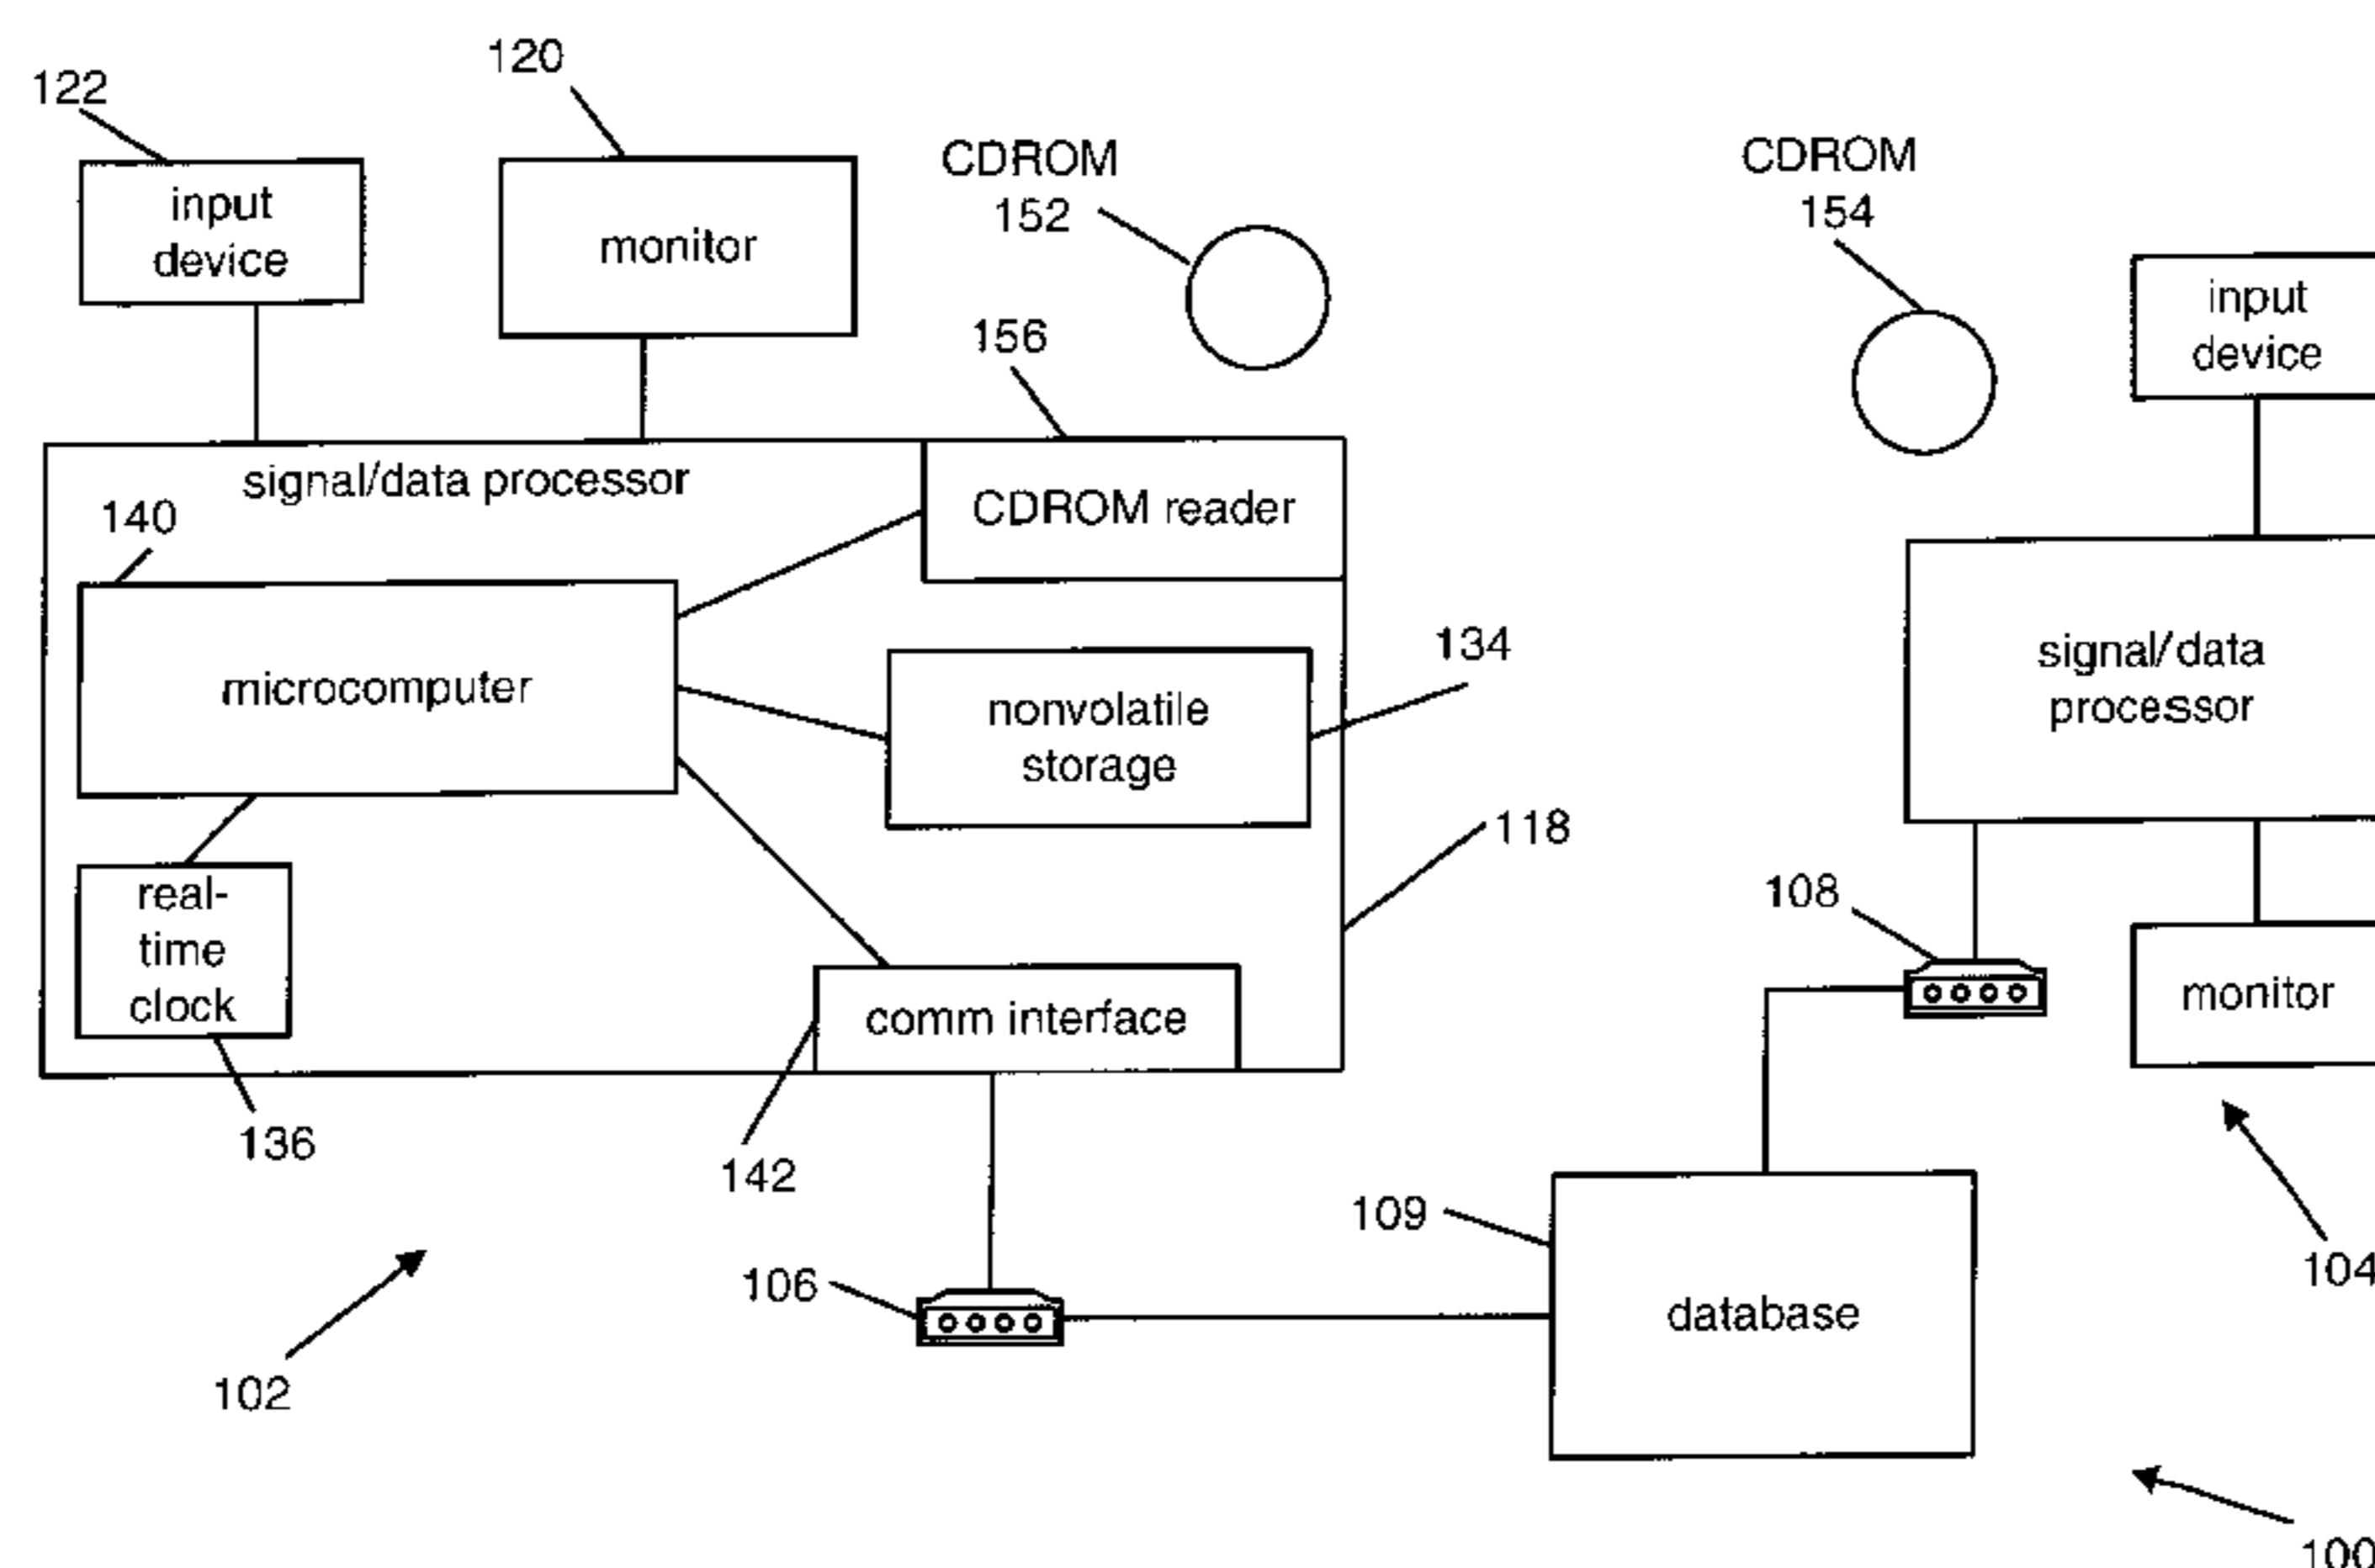 122
120
CDROM
152
CDROM
154
input
device
monitor
156
input
device
signal/data processor
CDROM reader
140
microcomputer
134
nonvolatile
storage
signal/data
processor
118
real-
time
clock
108
comm interface
monitor
136
142
109
104
106
database
102
100